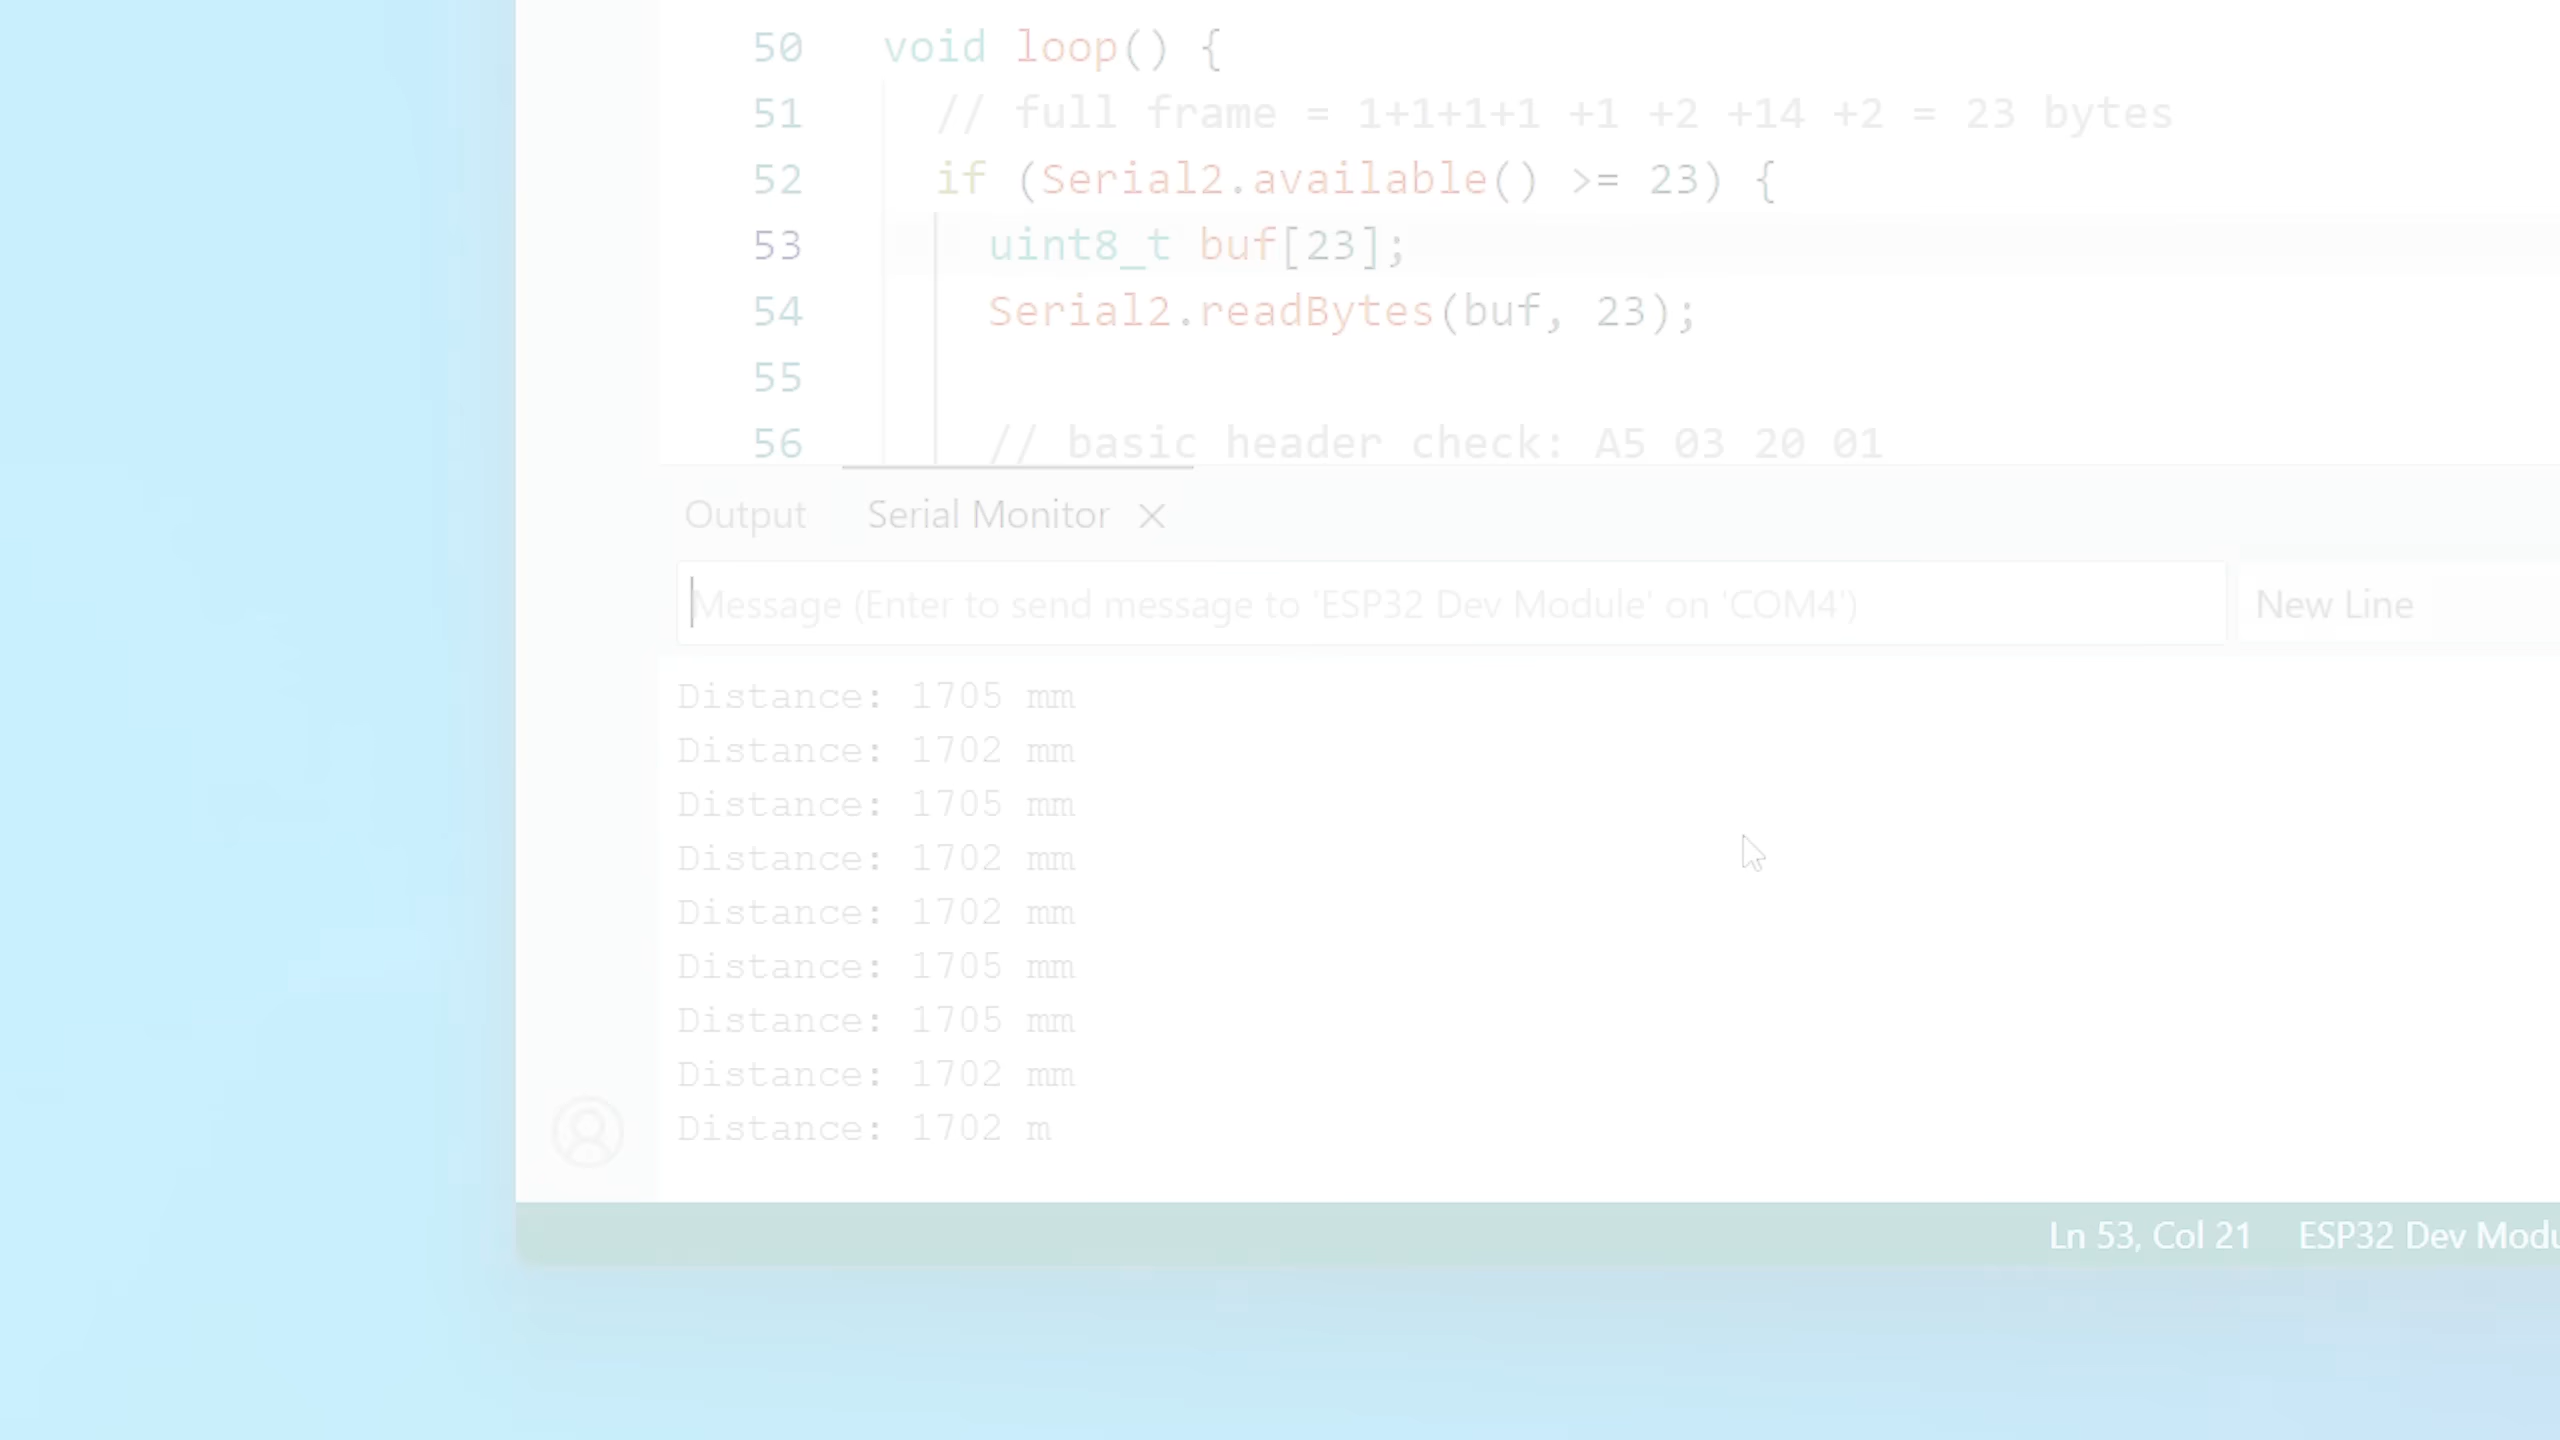 50 void loop() {
51 // full frame = 1+1+1+1 +1 +2 +14 +2 = 23 bytes
52 if (Serial2.available() >= 23) {
53 uint8_t buf[23];
54 Serial2.readBytes(buf, 23);
55
56 // basic header check: A5 03 20 01
Output Serial Monitor
Message (Enter to send message to 'ESP32 Dev Module' on 'COM4') New Line
Distance: 1705 mm
Distance: 1702 mm
Distance: 1705 mm
Distance: 1702 mm
Distance: 1702 mm
Distance: 1705 mm
Distance: 1705 mm
Distance: 1702 mm
Distance: 1702 m
Ln 53, Col 21 ESP32 Dev Modu